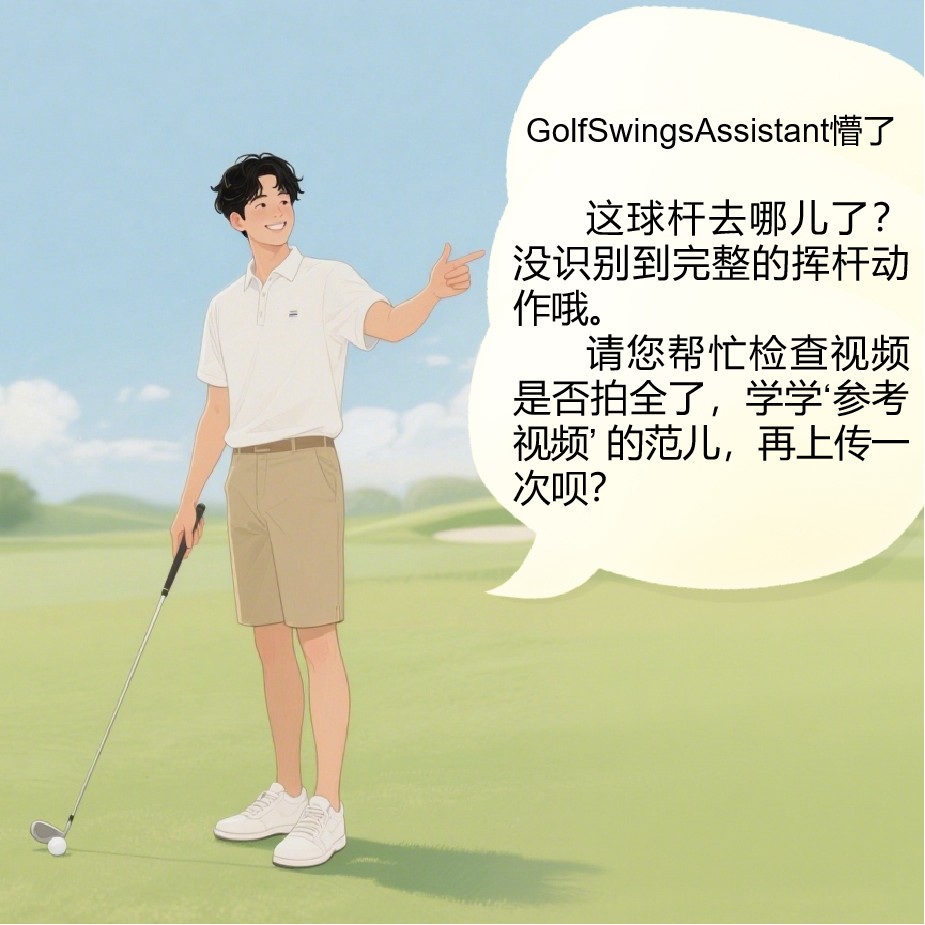 GolfSwingsAssistant懵了
这球杆去哪儿了？
没识别到完整的挥杆动
作哦。
请您帮忙检查视频
是否拍全了，学学‘参考
视频’ 的范儿，再上传一
次呗？